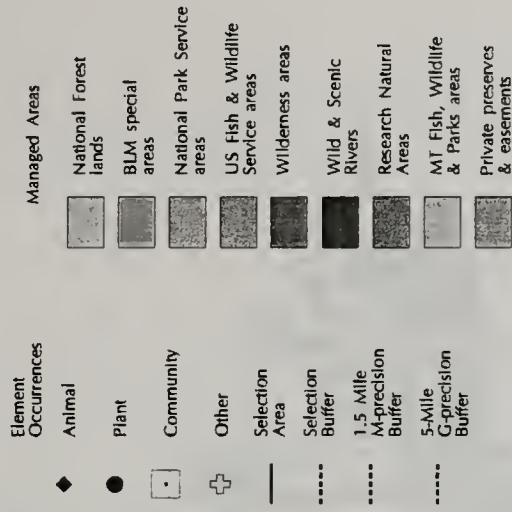 Element
Occurrences
Animal
Plant
Community
Other
Selection
Area
Selection
Buffer
1.5 Mile
M-precision
Buffer
5-Mile
G-precision
Buffer
Managed Areas
National Forest
lands
BLM special
areas
National Park Service
areas
US Fish & Wildlife
Service areas
Wilderness areas
Wild & Scenic
Rivers
Research Natural
Areas
MT Fish, Wildlife
& Parks areas
Private preserves
& easements